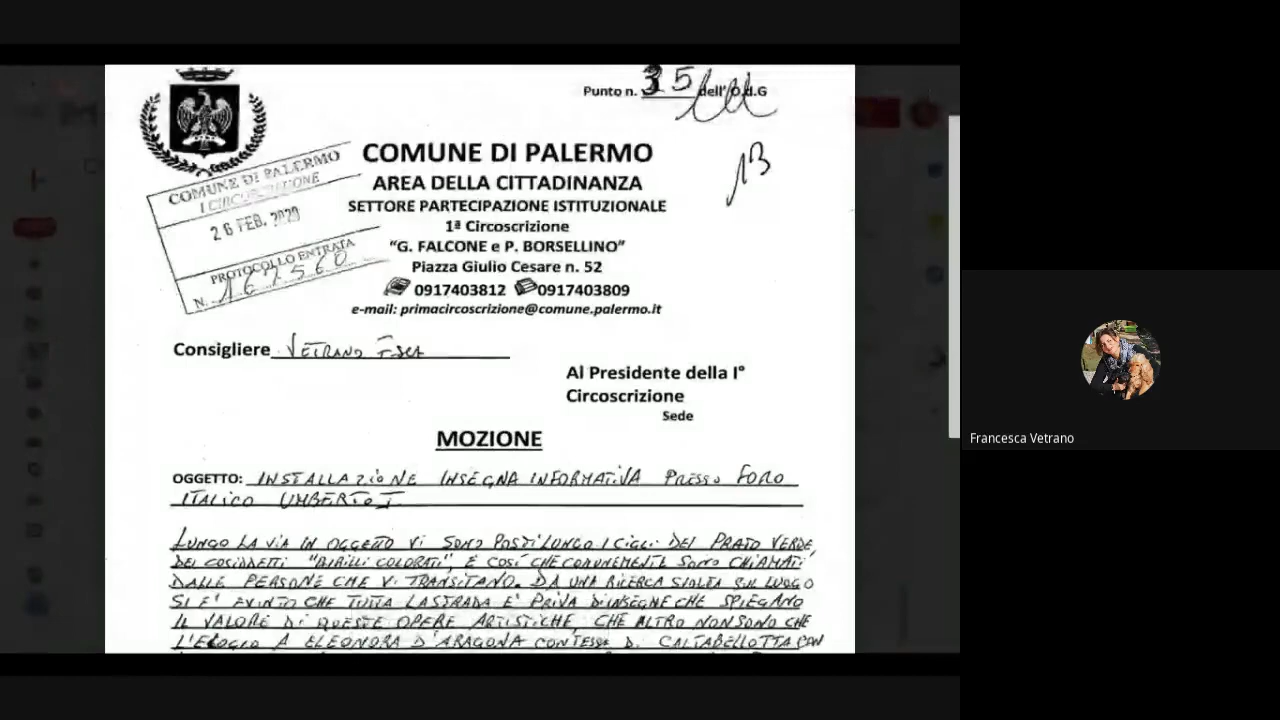 Punto n. 35 dell' O.d.G
13
COMUNE DI PALERMO
I CIRCOSCRIZIONE
26 FEB. 2020
PROTOCOLLO ENTRATA
N. 167560
COMUNE DI PALERMO
AREA DELLA CITTADINANZA
SETTORE PARTECIPAZIONE ISTITUZIONALE
1ª Circoscrizione
“G. FALCONE e P. BORSELLINO”
Piazza Giulio Cesare n. 52
0917403812 0917403809
e-mail: primacircoscrizione@comune.palermo.it
Consigliere VETRANO F.SCA
Al Presidente della I°
Circoscrizione
Sede
MOZIONE
OGGETTO: INSTALLAZIONE INSEGNA INFORMATIVA PRESSO FORO
ITALICO UMBERTO I
LUNGO LA VIA IN OGGETTO VI SONO POSTI LUNGO I CIGLI DEL PRATO VERDE,
DEI COSIDDETTI "BIRILLI COLORATI", È COSÌ CHE COMUNEMENTE SONO CHIAMATI
DALLE PERSONE CHE VI TRANSITANO. DA UNA RICERCA SVOLTA SUL LUOGO
SI E' EVINTO CHE TUTTA LA STRADA E' PRIVA DI INSEGNE CHE SPIEGANO
IL VALORE DI QUESTE OPERE ARTISTICHE, CHE ALTRO NON SONO CHE
L'ELOGIO A ELEONORA D'ARAGONA CONTESSA DI CALTABELLOTTA CON
Francesca Vetrano